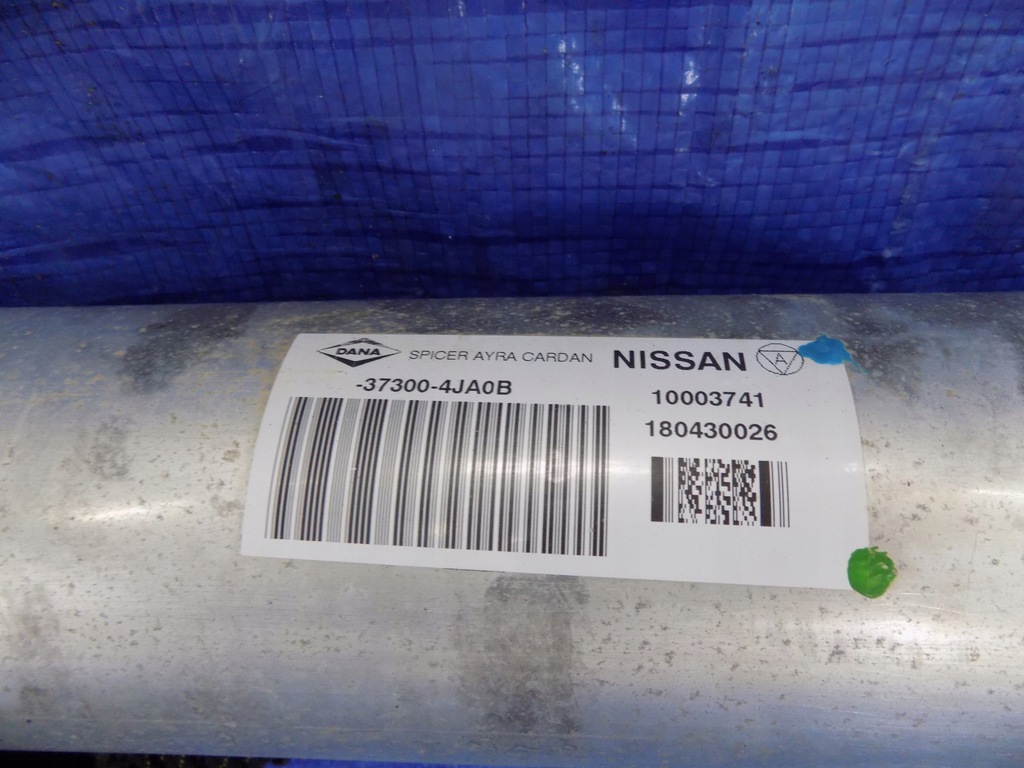 DANA SPICER AYRA CARDAN NISSAN A
-37300-4JA0B
10003741
180430026